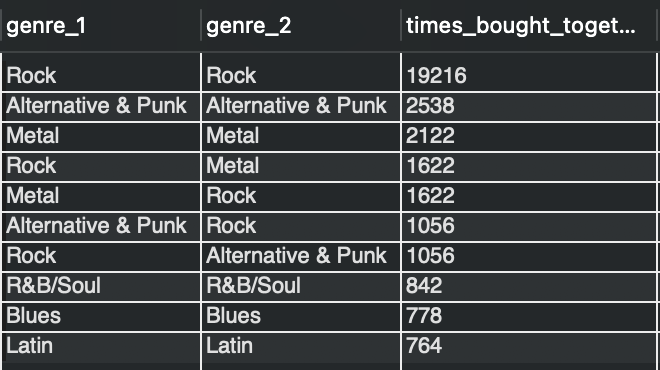 genre_1 genre_2 times_bought_toget...
Rock Rock 19216
Alternative & Punk Alternative & Punk 2538
Metal Metal 2122
Rock Metal 1622
Metal Rock 1622
Alternative & Punk Rock 1056
Rock Alternative & Punk 1056
R&B/Soul R&B/Soul 842
Blues Blues 778
Latin Latin 764